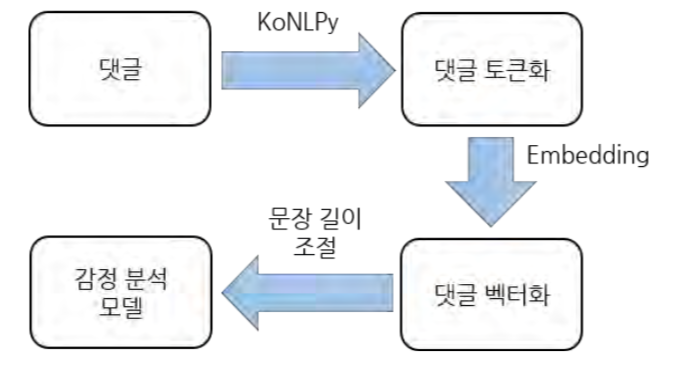 댓글
KoNLPy
댓글 토큰화
Embedding
댓글 벡터화
문장 길이
조절
감정 분석
모델